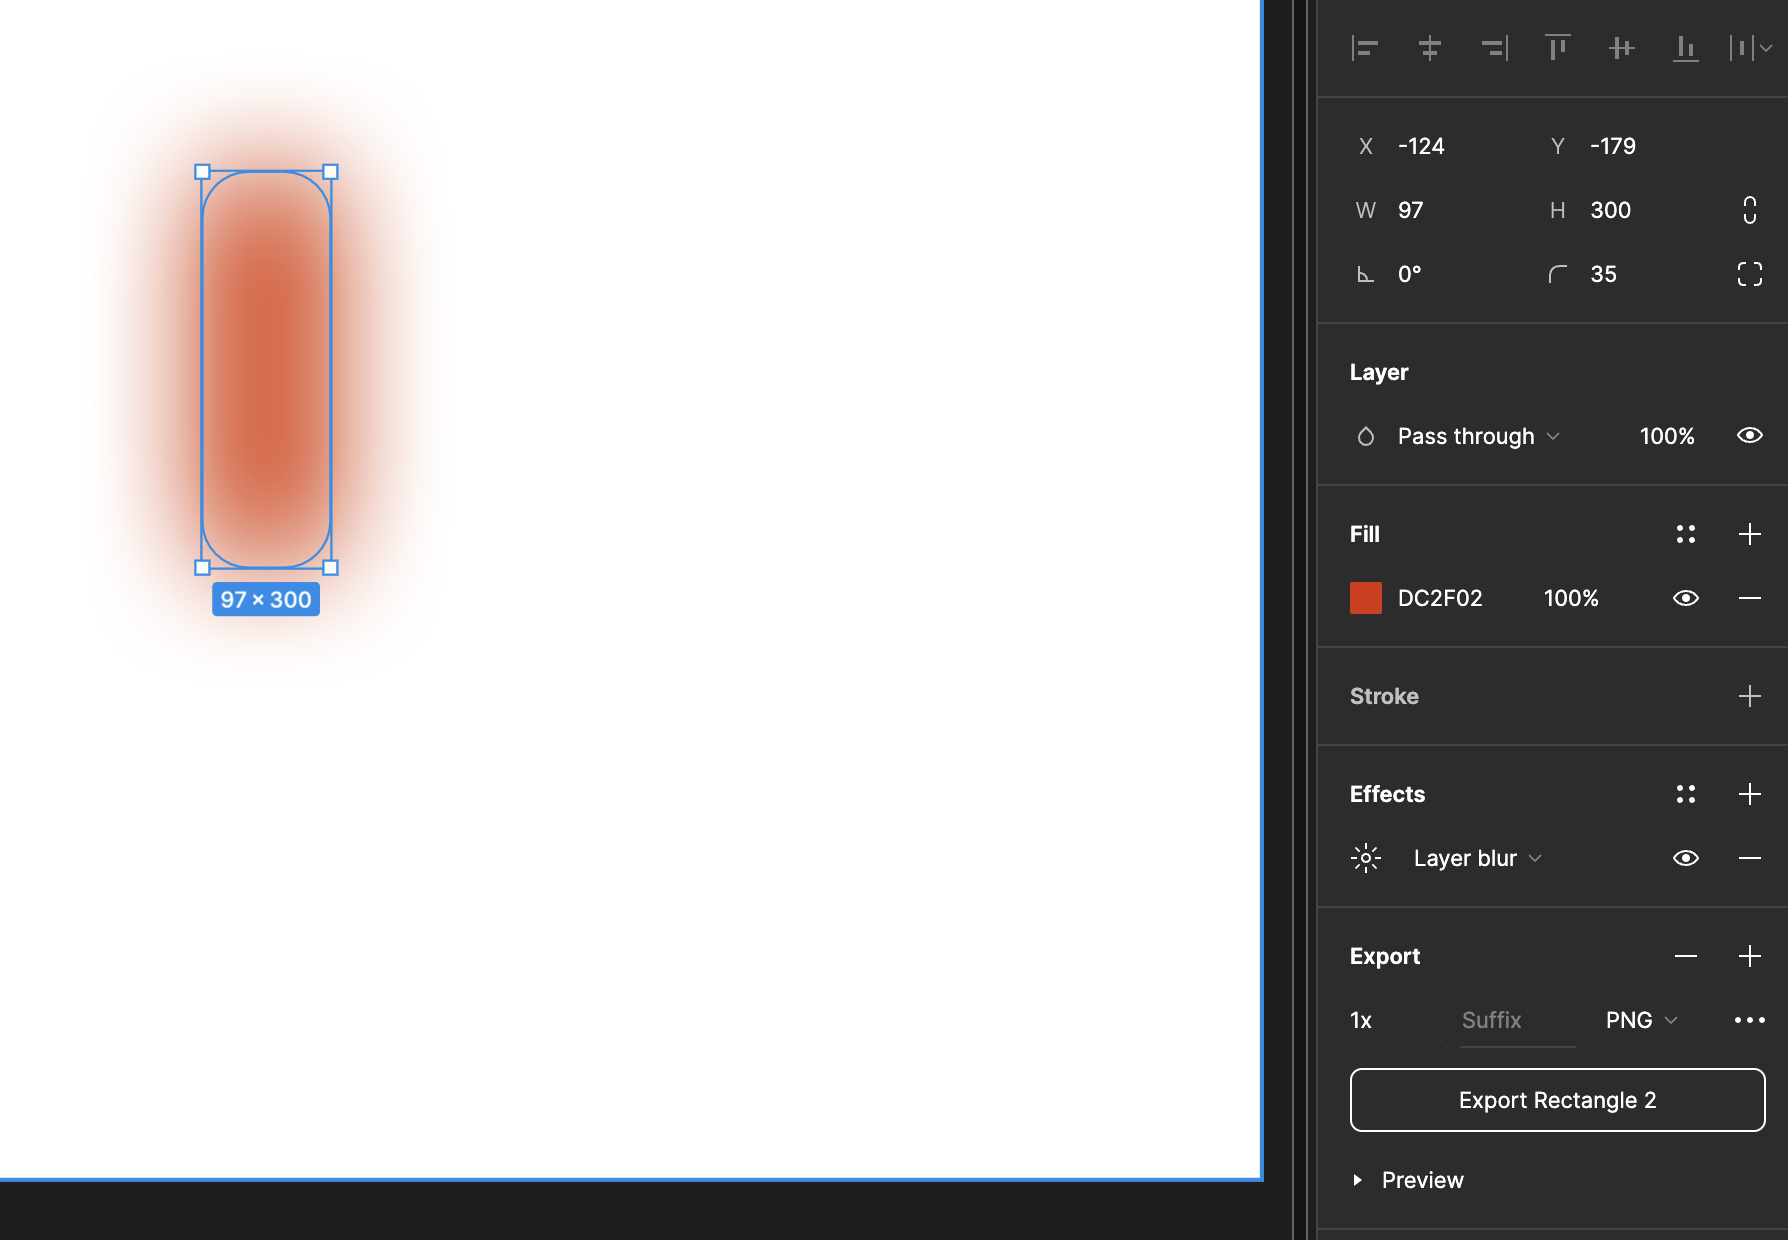 X -124 Y -179
W 97 H 300
0° 35
Layer
Pass through 100%
Fill
DC2F02 100%
97 × 300
Stroke
Effects
Layer blur
Export
1x Suffix PNG
Export Rectangle 2
Preview